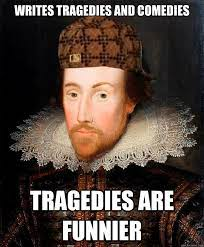 WRITES TRAGEDIES AND COMEDIES
TRAGEDIES ARE
FUNNIER